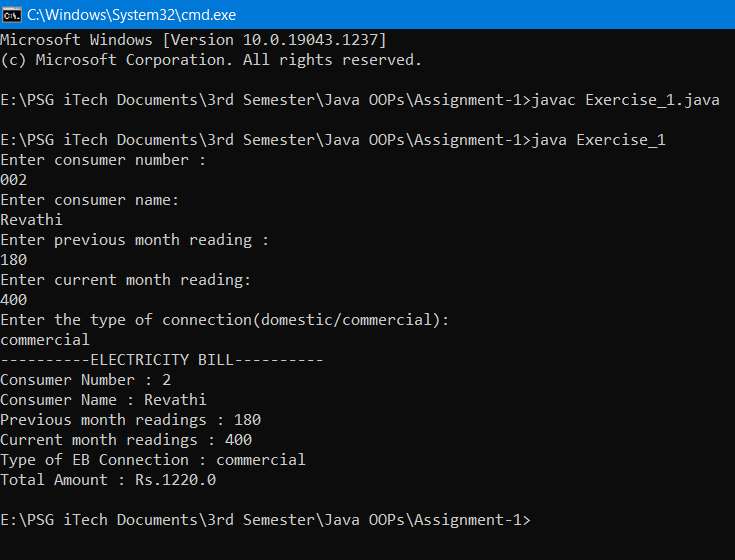 C:\Windows\System32\cmd.exe
Microsoft Windows [Version 10.0.19043.1237]
(c) Microsoft Corporation. All rights reserved.
E:\PSG iTech Documents\3rd Semester\Java OOPs\Assignment-1>javac Exercise_1.java
E:\PSG iTech Documents\3rd Semester\Java OOPs\Assignment-1>java Exercise_1
Enter consumer number :
002
Enter consumer name:
Revathi
Enter previous month reading :
180
Enter current month reading:
400
Enter the type of connection(domestic/commercial):
commercial
----------ELECTRICITY BILL----------
Consumer Number : 2
Consumer Name : Revathi
Previous month readings : 180
Current month readings : 400
Type of EB Connection : commercial
Total Amount : Rs.1220.0
E:\PSG iTech Documents\3rd Semester\Java OOPs\Assignment-1>